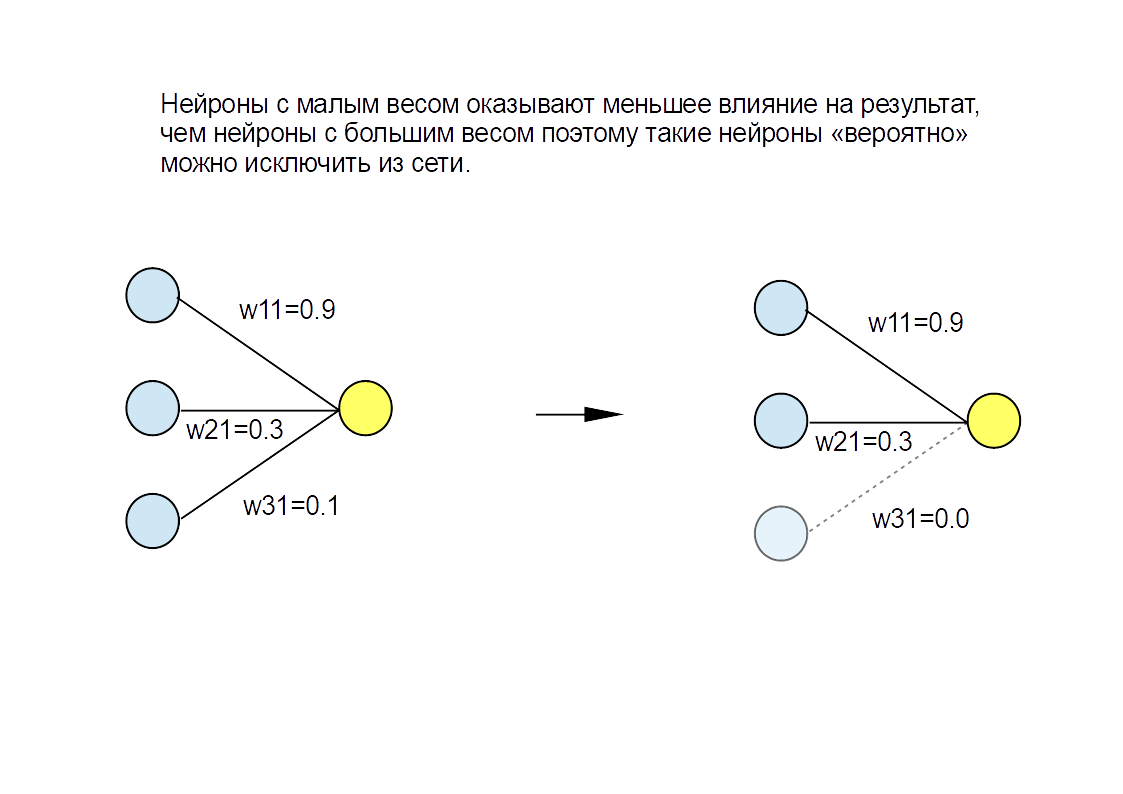 Нейроны с малым весом оказывают меньшее влияние на результат,
чем нейроны с большим весом поэтому такие нейроны «вероятно»
можно исключить из сети.
w11=0.9
w21=0.3
w31=0.1
w11=0.9
w21=0.3
w31=0.0